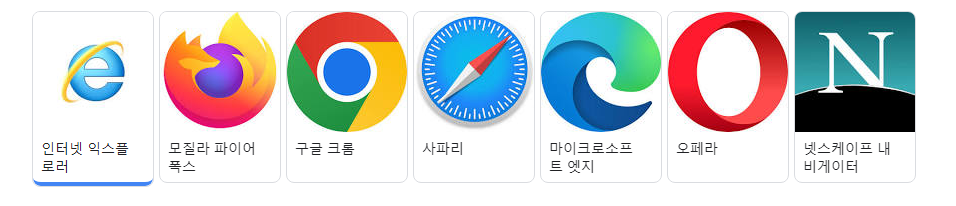 인터넷 익스플
로러
모질라 파이어
폭스
구글 크롬
사파리
마이크로소프
트 엣지
오페라
N
넷스케이프 내
비게이터